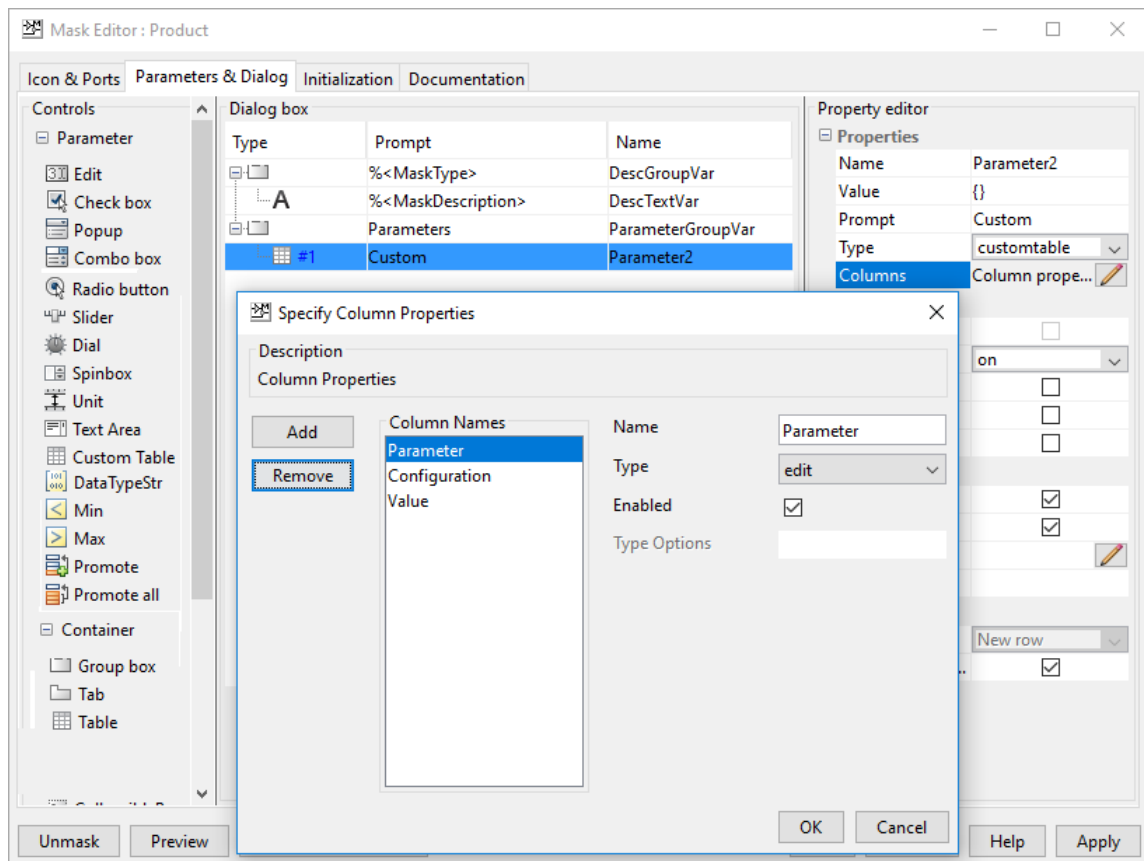 Mask Editor : Product
Icon & Ports
Parameters & Dialog
Initialization
Documentation
Controls
Parameter
Edit
Check box
Popup
Combo box
Radio button
Slider
Dial
Spinbox
Unit
Text Area
Custom Table
DataTypeStr
Min
Max
Promote
Promote all
Container
Group box
Tab
Table
Dialog box
Type Prompt Name
%<MaskType> DescGroupVar
A %<MaskDescription> DescTextVar
Parameters ParameterGroupVar
#1 Custom Parameter2
Property editor
Properties
Name Parameter2
Value {}
Prompt Custom
Type customtable
Columns Column prope...
on
New row
Specify Column Properties
Description
Column Properties
Add
Remove
Column Names
Parameter
Configuration
Value
Name Parameter
Type edit
Enabled
Type Options
OK
Cancel
Unmask
Preview
Help
Apply